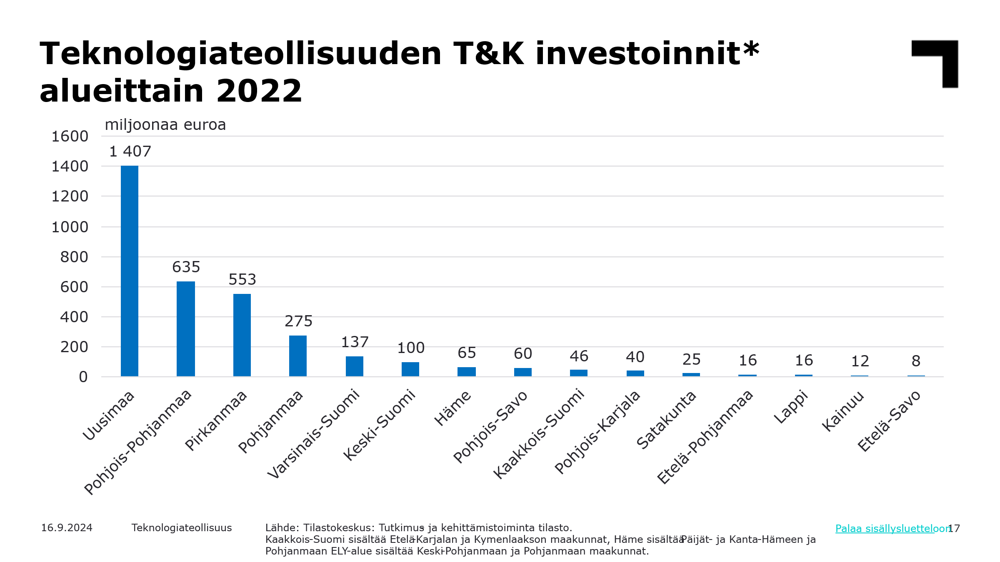 Teknologiateollisuuden T&K investoinnit*
alueittain 2022
miljoonaa euroa
1600
1400
1200
1000
800
600
400
200
0
1 407
635
553
275
137
100
65
60
46
40
25
16
16
12
8
Uusimaa
Pohjois-Pohjanmaa
Pirkanmaa
Pohjanmaa
Varsinais-Suomi
Keski-Suomi
Häme
Pohjois-Savo
Kaakkois-Suomi
Pohjois-Karjala
Satakunta
Etelä-Pohjanmaa
Lappi
Kainuu
Etelä-Savo
16.9.2024
Teknologiateollisuus
Lähde: Tilastokeskus: Tutkimus- ja kehittämistoiminta tilasto.
Kaakkois-Suomi sisältää Etelä-Karjalan ja Kymenlaakson maakunnat, Häme sisältää Päijät- ja Kanta-Hämeen ja
Pohjanmaan ELY-alue sisältää Keski-Pohjanmaan ja Pohjanmaan maakunnat.
Palaa sisällysluetteloon
17